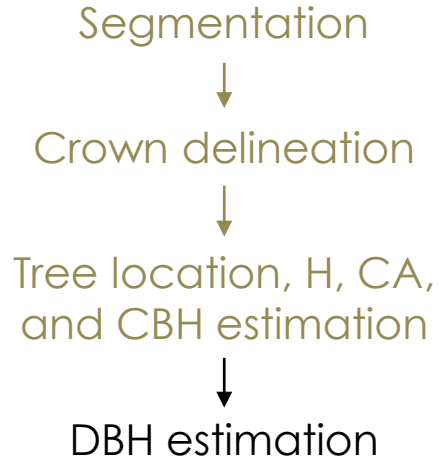 Segmentation
Crown delineation
Tree location, H, CA,
and CBH estimation
DBH estimation